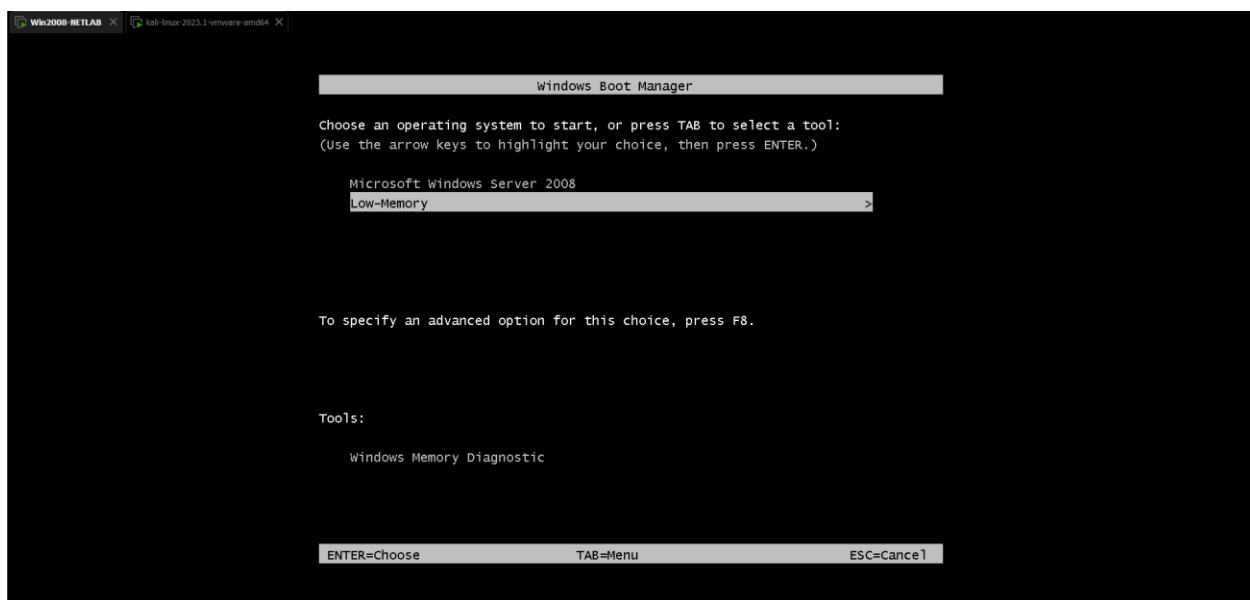 Win2008-NETLAB kali-linux-2023.1-vmware-amd64
Windows Boot Manager
Choose an operating system to start, or press TAB to select a tool:
(Use the arrow keys to highlight your choice, then press ENTER.)
Microsoft Windows Server 2008
Low-Memory >
To specify an advanced option for this choice, press F8.
Tools:
Windows Memory Diagnostic
ENTER=Choose TAB=Menu ESC=Cancel